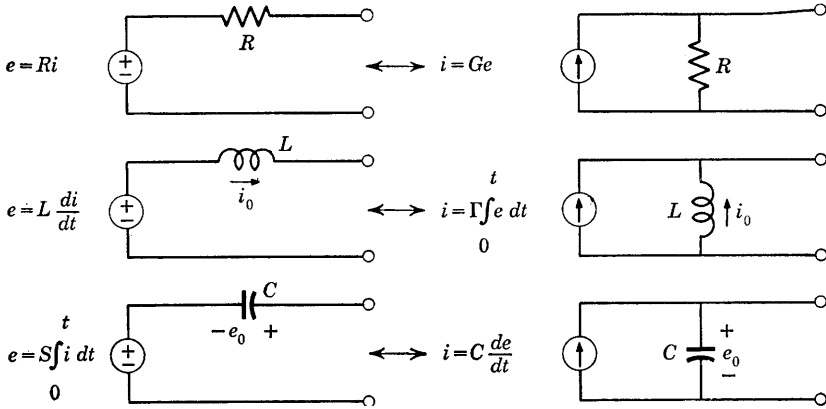 R
e = Ri
+
−
i = Ge
R
L
i₀
e = L di/dt
+
−
t
i = Γ∫e dt
0
L
i₀
C
− e₀ +
t
e = S∫i dt
0
+
−
i = C de/dt
C
+
e₀
−